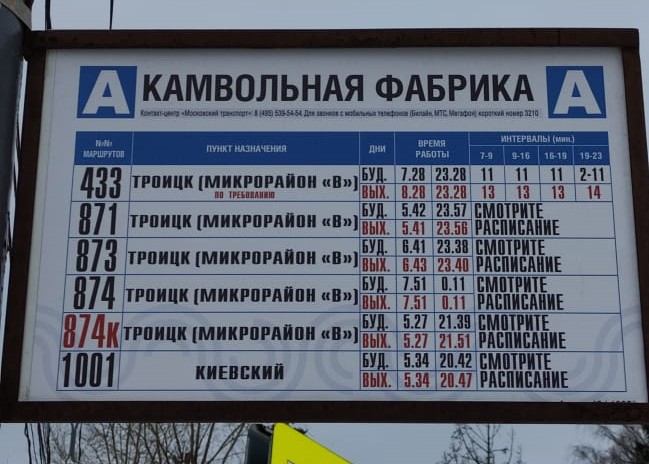 А КАМВОЛЬНАЯ ФАБРИКА А
Контакт-центр «Московский транспорт»: 8 (495) 539-54-54. Для звонков с мобильных телефонов (Билайн, МТС, Мегафон) короткий номер 3210
№№ МАРШРУТОВ ПУНКТ НАЗНАЧЕНИЯ ДНИ ВРЕМЯ РАБОТЫ ИНТЕРВАЛЫ (мин.)
7-9 9-16 16-19 19-23
433 ТРОИЦК (МИКРОРАЙОН «В») БУД. 7.28 23.28 11 11 11 2-11
ПО ТРЕБОВАНИЮ ВЫХ. 8.28 23.28 13 13 13 14
871 ТРОИЦК (МИКРОРАЙОН «В») БУД. 5.42 23.57 СМОТРИТЕ
ВЫХ. 5.41 23.56 РАСПИСАНИЕ
873 ТРОИЦК (МИКРОРАЙОН «В») БУД. 6.41 23.38 СМОТРИТЕ
ВЫХ. 6.43 23.40 РАСПИСАНИЕ
874 ТРОИЦК (МИКРОРАЙОН «В») БУД. 7.51 0.11 СМОТРИТЕ
ВЫХ. 7.51 0.11 РАСПИСАНИЕ
874к ТРОИЦК (МИКРОРАЙОН «В») БУД. 5.27 21.39 СМОТРИТЕ
ВЫХ. 5.27 21.51 РАСПИСАНИЕ
1001 КИЕВСКИЙ БУД. 5.34 20.42 СМОТРИТЕ
ВЫХ. 5.34 20.47 РАСПИСАНИЕ